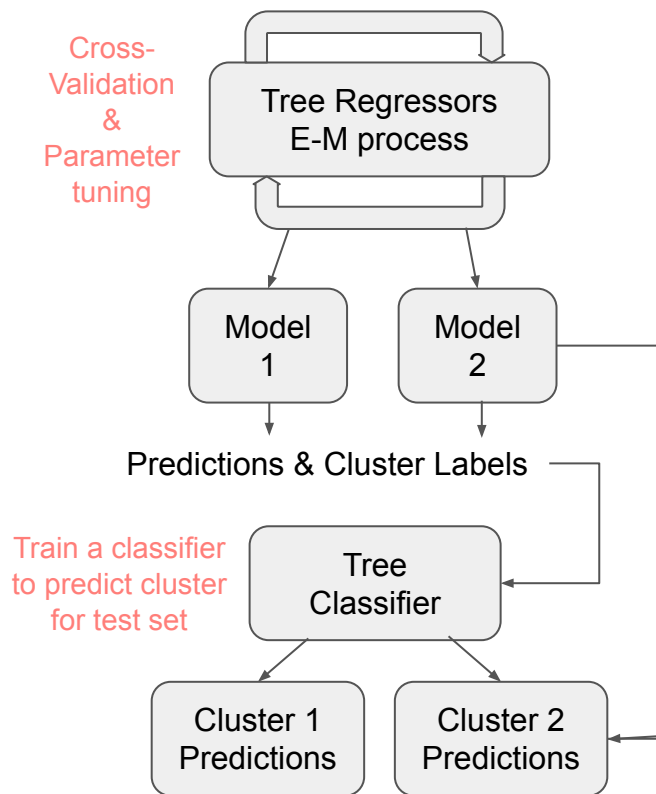 Cross-
Validation
&
Parameter
tuning
Tree Regressors
E-M process
Model
1
Model
2
Predictions & Cluster Labels
Train a classifier
to predict cluster
for test set
Tree
Classifier
Cluster 1
Predictions
Cluster 2
Predictions